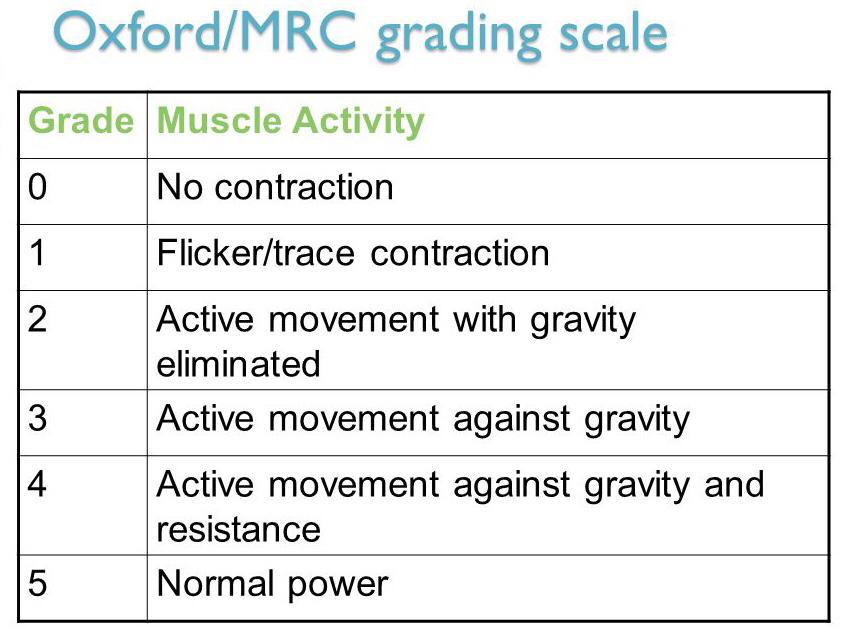 Oxford/MRC grading scale
Grade Muscle Activity
0 No contraction
1 Flicker/trace contraction
2 Active movement with gravity
eliminated
3 Active movement against gravity
4 Active movement against gravity and
resistance
5 Normal power